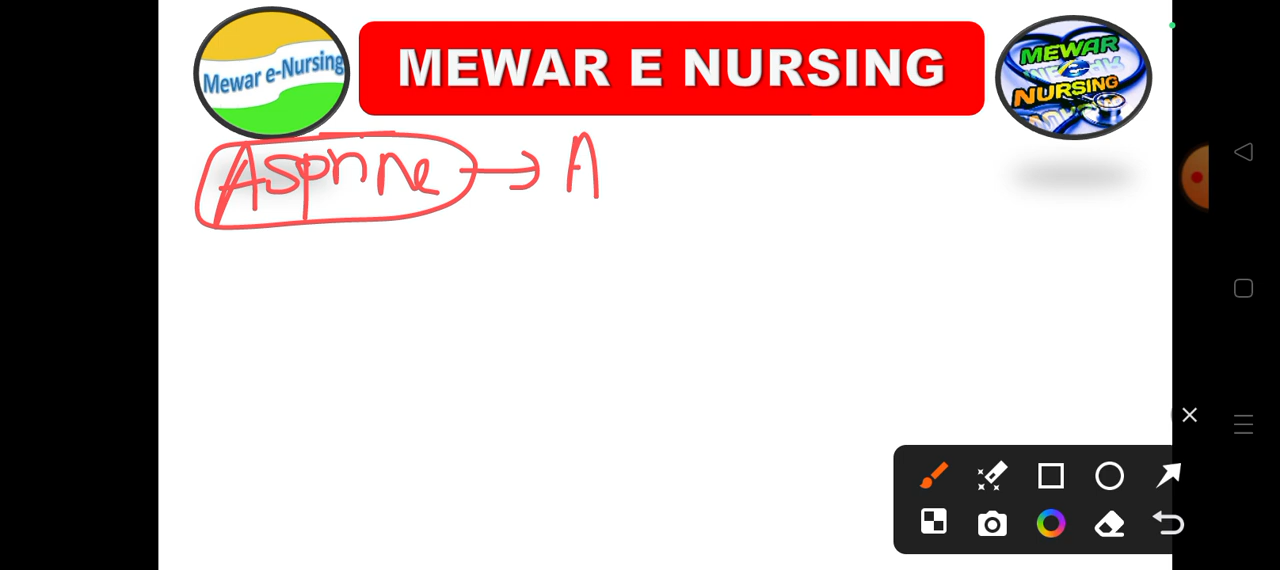 Mewar e-Nursing
MEWAR E NURSING
MEWAR
NURSING
Asprine → A